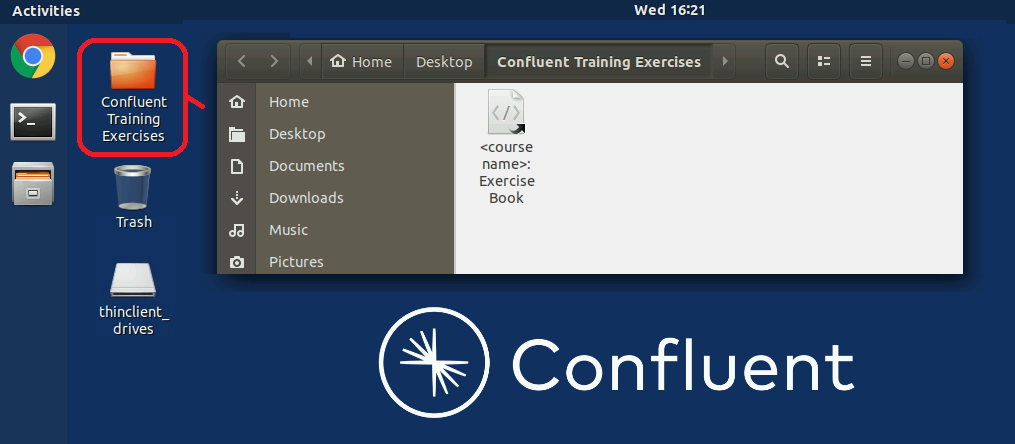 Activities
Wed 16:21
Confluent
Training
Exercises
Trash
thinclient_
drives
Home
Desktop
Confluent Training Exercises
Home
Desktop
Documents
Downloads
Music
Pictures
<course
name>:
Exercise
Book
Confluent